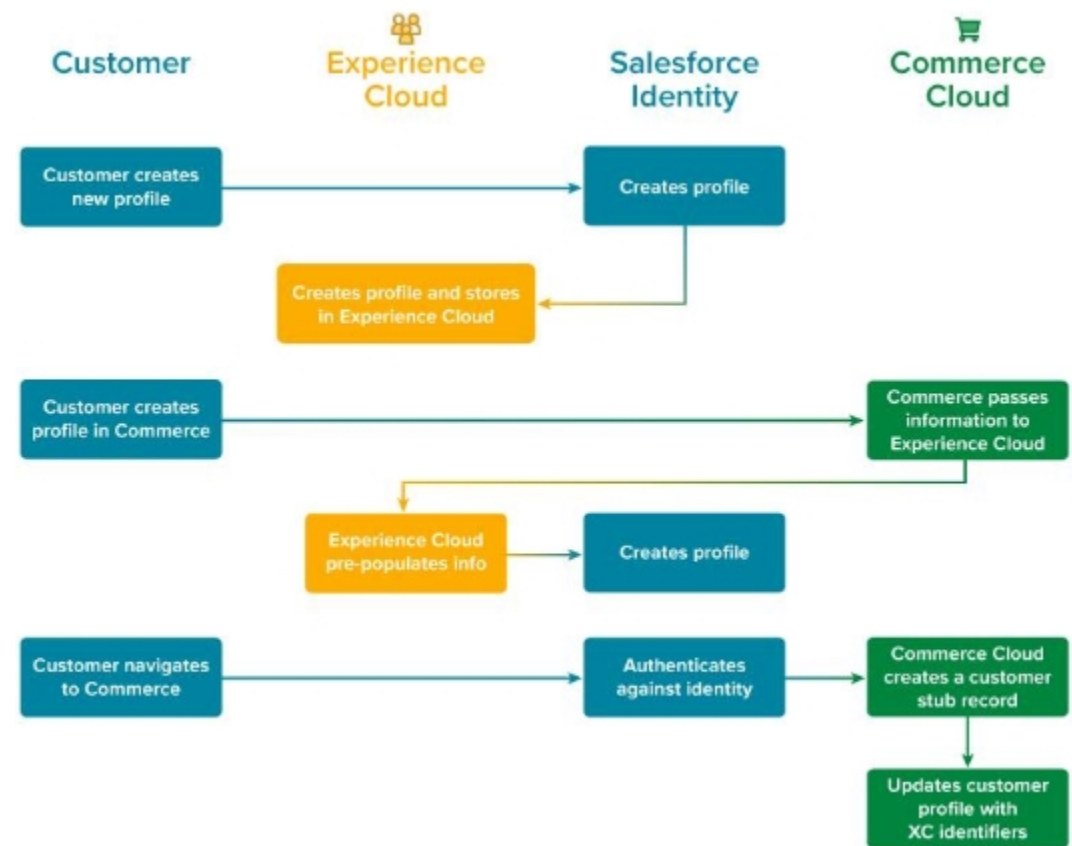 Customer
Experience
Cloud
Salesforce
Identity
Commerce
Cloud
Customer creates
new profile
Creates profile
Creates profile and stores
in Experience Cloud
Customer creates
profile in Commerce
Commerce passes
information to
Experience Cloud
Experience Cloud
pre-populates info
Creates profile
Customer navigates
to Commerce
Authenticates
against identity
Commerce Cloud
creates a customer
stub record
Updates customer
profile with
XC identifiers